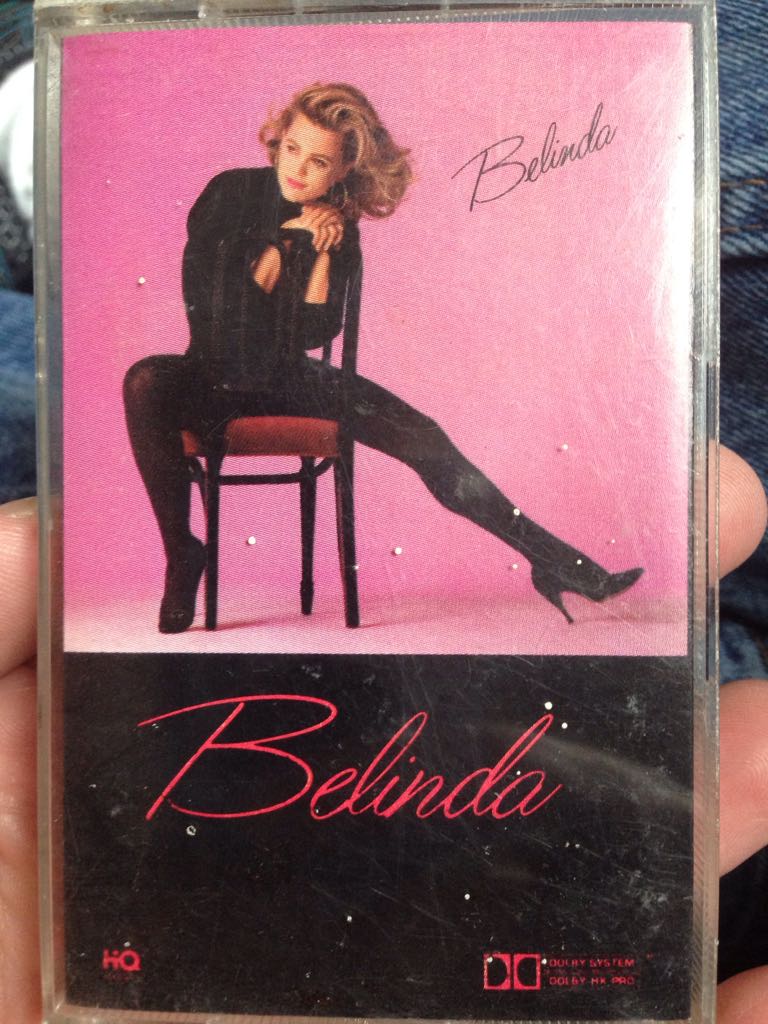 Belinda
Belinda
HQ
DOLBY SYSTEM
DOLBY HX PRO